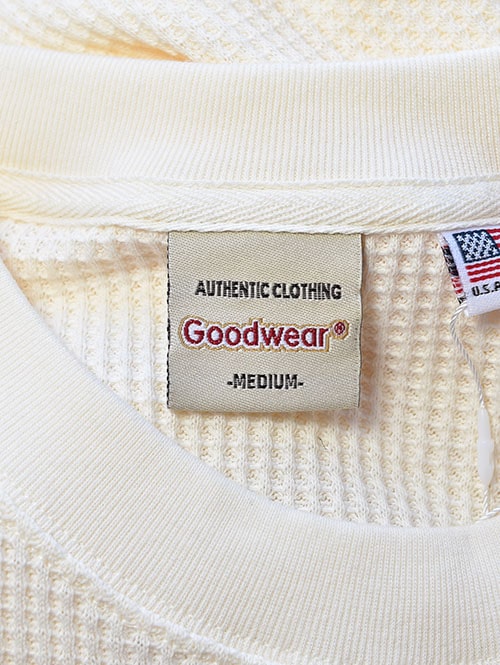 AUTHENTIC CLOTHING
Goodwear®
-MEDIUM-
U.S.